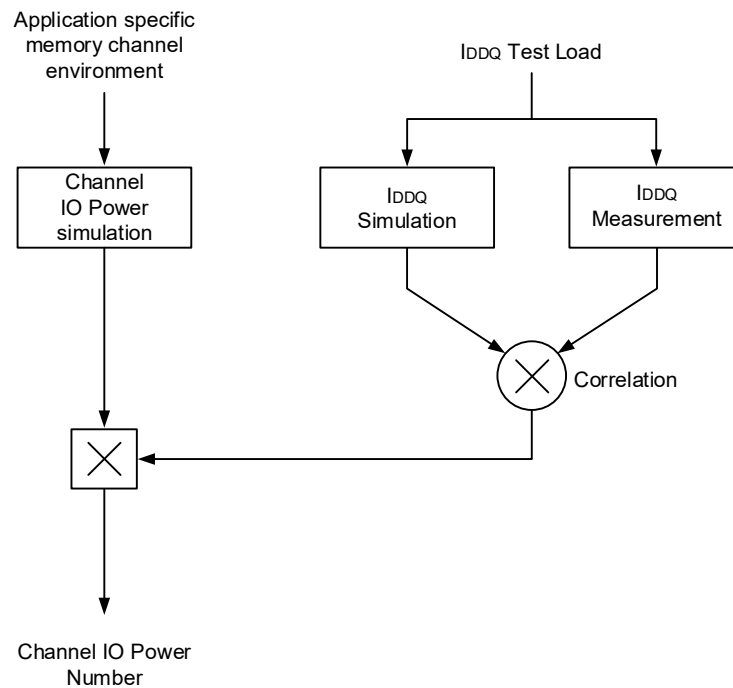 Application specific
memory channel
environment
IDDQ Test Load
Channel
IO Power
simulation
IDDQ
Simulation
IDDQ
Measurement
Correlation
Channel IO Power
Number